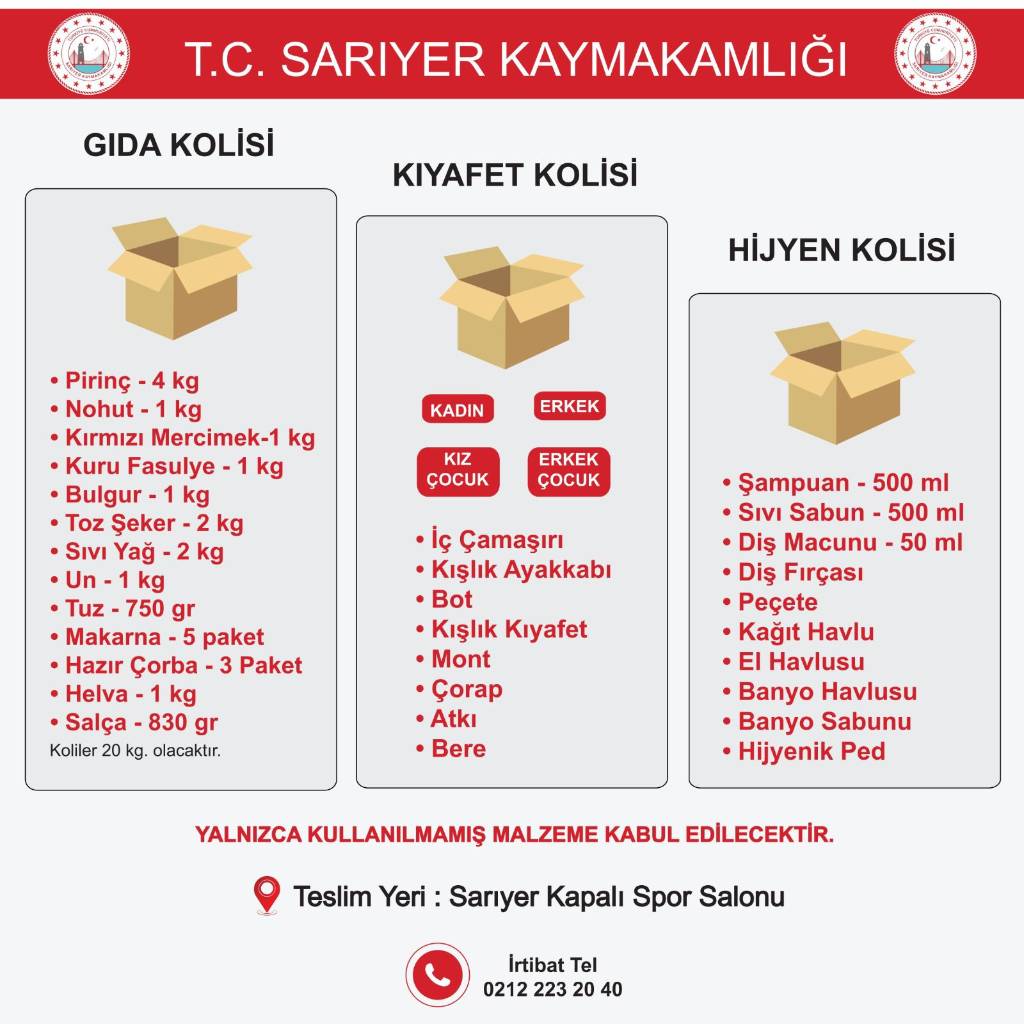 T.C. SARIYER KAYMAKAMLIĞI
GIDA KOLİSİ
• Pirinç - 4 kg
• Nohut - 1 kg
• Kırmızı Mercimek-1 kg
• Kuru Fasulye - 1 kg
• Bulgur - 1 kg
• Toz Şeker - 2 kg
• Sıvı Yağ - 2 kg
• Un - 1 kg
• Tuz - 750 gr
• Makarna - 5 paket
• Hazır Çorba - 3 Paket
• Helva - 1 kg
• Salça - 830 gr
Koliler 20 kg. olacaktır.
KIYAFET KOLİSİ
KADIN
ERKEK
KIZ
ÇOCUK
ERKEK
ÇOCUK
• İç Çamaşırı
• Kışlık Ayakkabı
• Bot
• Kışlık Kıyafet
• Mont
• Çorap
• Atkı
• Bere
HİJYEN KOLİSİ
• Şampuan - 500 ml
• Sıvı Sabun - 500 ml
• Diş Macunu - 50 ml
• Diş Fırçası
• Peçete
• Kağıt Havlu
• El Havlusu
• Banyo Havlusu
• Banyo Sabunu
• Hijyenik Ped
YALNIZCA KULLANILMAMIŞ MALZEME KABUL EDİLECEKTİR.
Teslim Yeri : Sarıyer Kapalı Spor Salonu
İrtibat Tel
0212 223 20 40